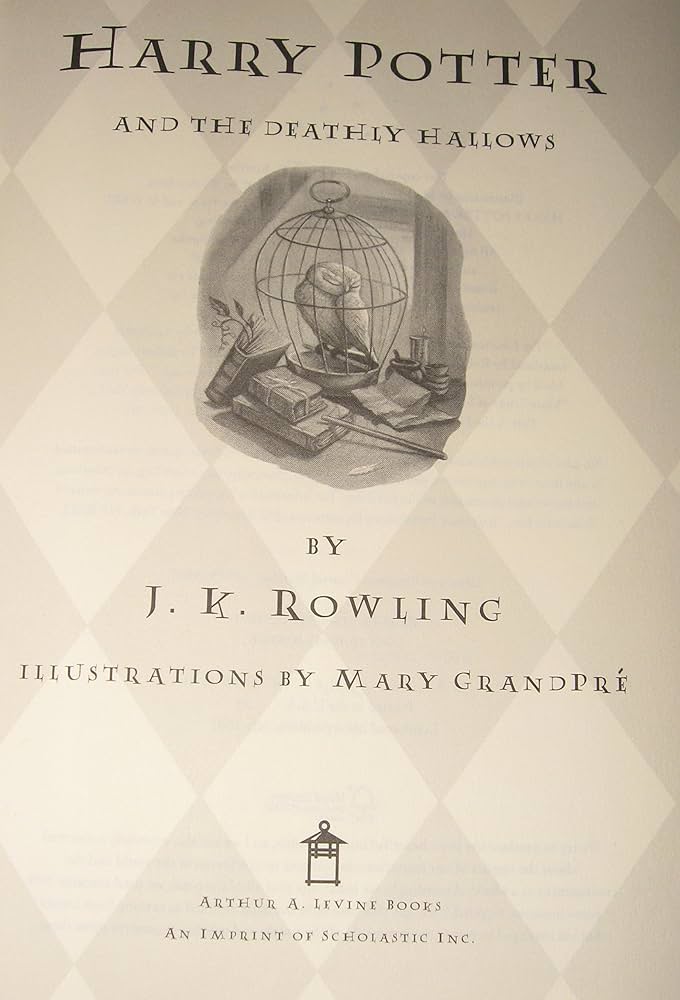 HARRY POTTER
AND THE DEATHLY HALLOWS
BY
J. K. ROWLING
ILLUSTRATIONS BY MARY GRANDPRÉ
ARTHUR A. LEVINE BOOKS
AN IMPRINT OF SCHOLASTIC INC.